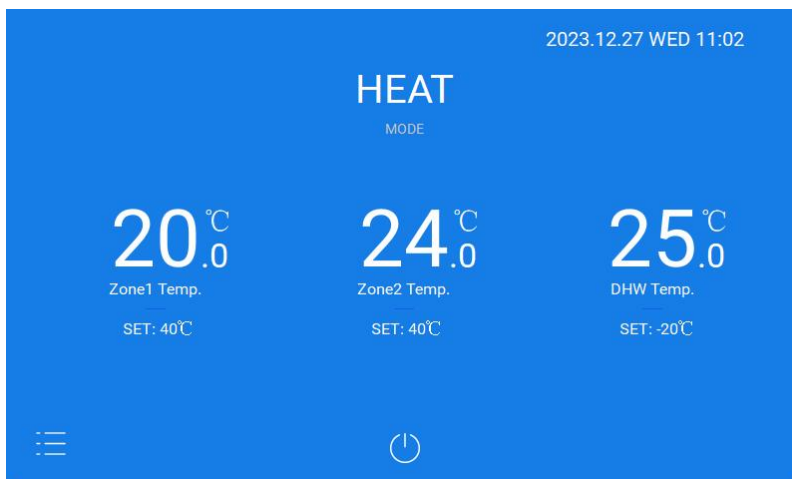 2023.12.27 WED 11:02
HEAT
MODE
20.0℃ 24.0℃ 25.0℃
Zone1 Temp. Zone2 Temp. DHW Temp.
SET: 40℃ SET: 40℃ SET: -20℃